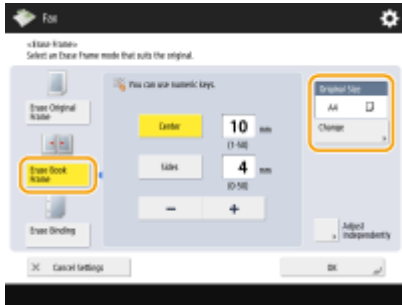 Fax
<Erase Frame>
Select an Erase Frame mode that suits the original.
You can use numeric keys.
Original Size
A4
Change
Erase Original
Frame
Center
10 mm
(1-50)
Erase Book
Frame
Sides
4 mm
(0-50)
− +
Erase Binding
Adjust
Independently
× Cancel Settings
OK